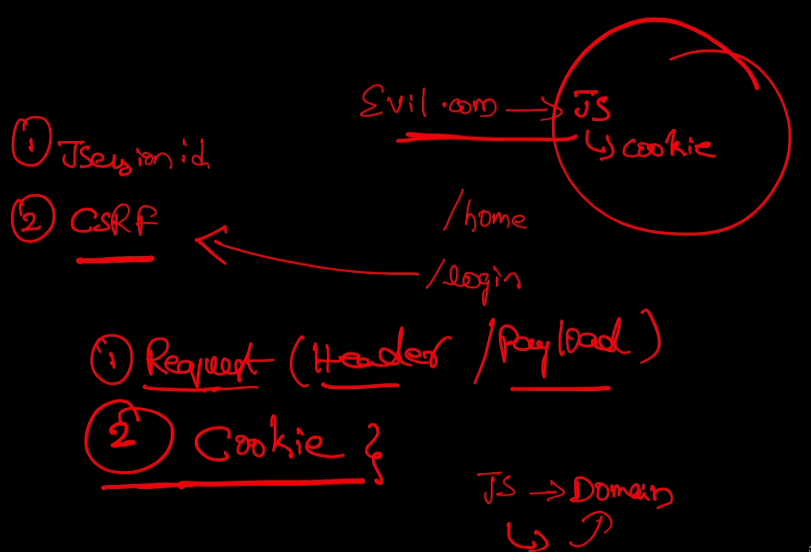 Evil.com → JS
↳ cookie
① JSessionid
② CSRF
/home
/login
① Request (Header / Payload)
② Cookie }
JS → Domain